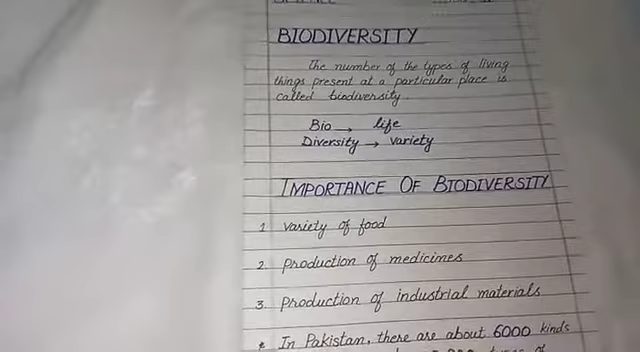 BIODIVERSITY
The number of the types of living
things present at a particular place is
called biodiversity.
Bio → life
Diversity → variety
IMPORTANCE OF BIODIVERSITY
1 Variety of food
2. Production of medicines
3. Production of industrial materials
* In Pakistan, there are about 6000 kinds